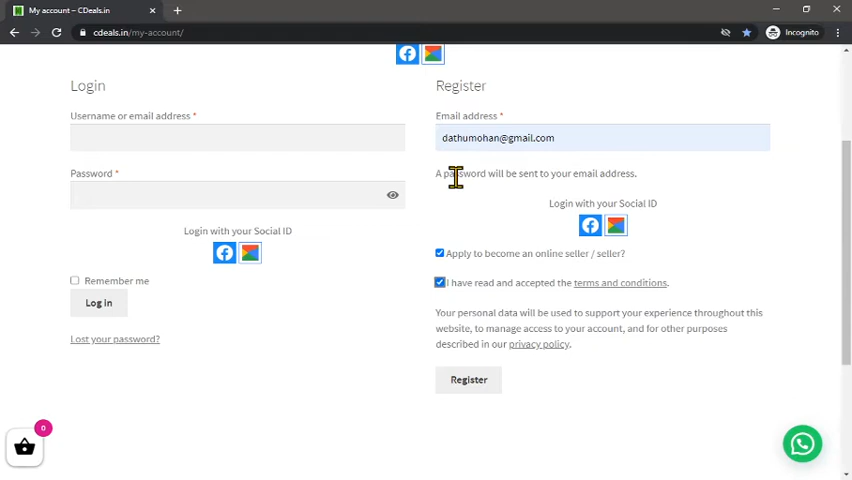 My account – CDeals.in
cdeals.in/my-account/
Incognito
Login
Register
Username or email address *
Email address *
dathumohan@gmail.com
Password *
A password will be sent to your email address.
Login with your Social ID
Login with your Social ID
Apply to become an online seller / seller?
Remember me
I have read and accepted the terms and conditions.
Log in
Your personal data will be used to support your experience throughout this
website, to manage access to your account, and for other purposes
described in our privacy policy.
Lost your password?
Register
0